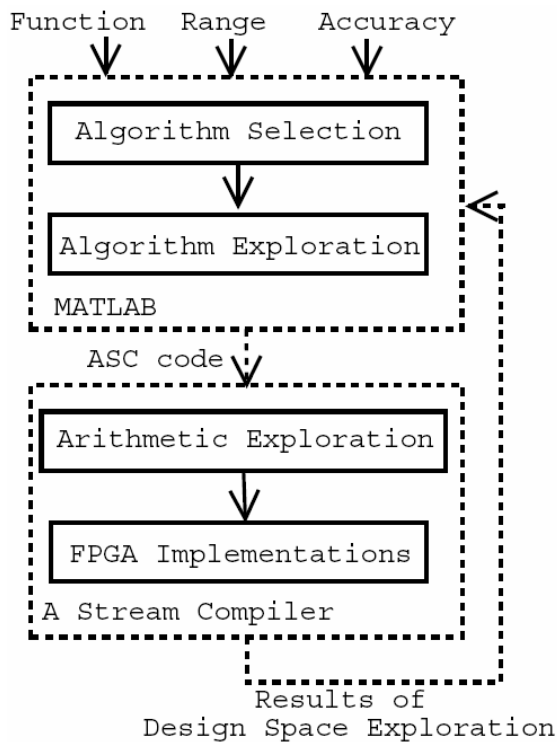 Function Range Accuracy
Algorithm Selection
Algorithm Exploration
MATLAB
ASC code
Arithmetic Exploration
FPGA Implementations
A Stream Compiler
Results of
Design Space Exploration